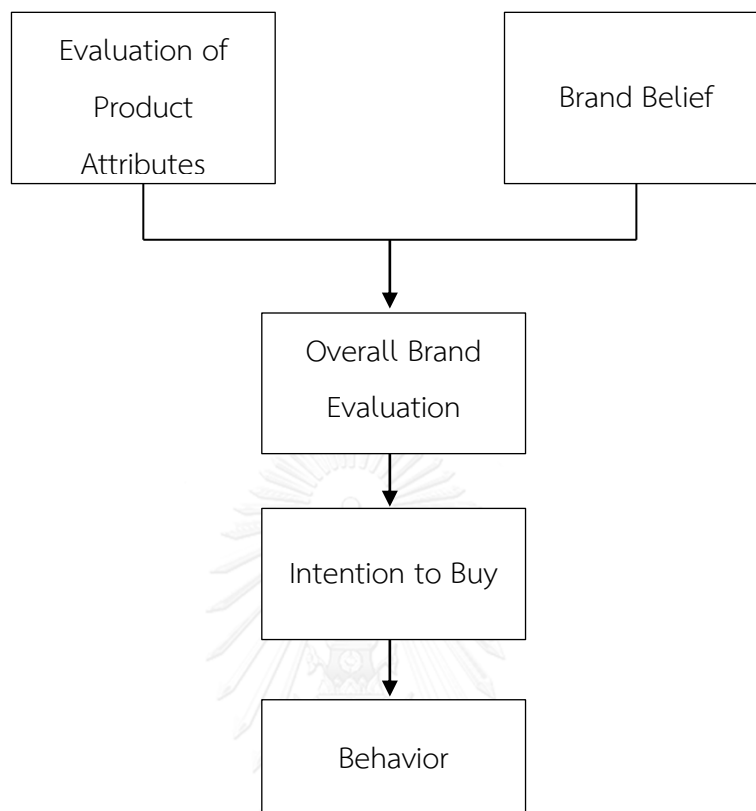 Evaluation of
Product
Attributes
Brand Belief
Overall Brand
Evaluation
Intention to Buy
Behavior